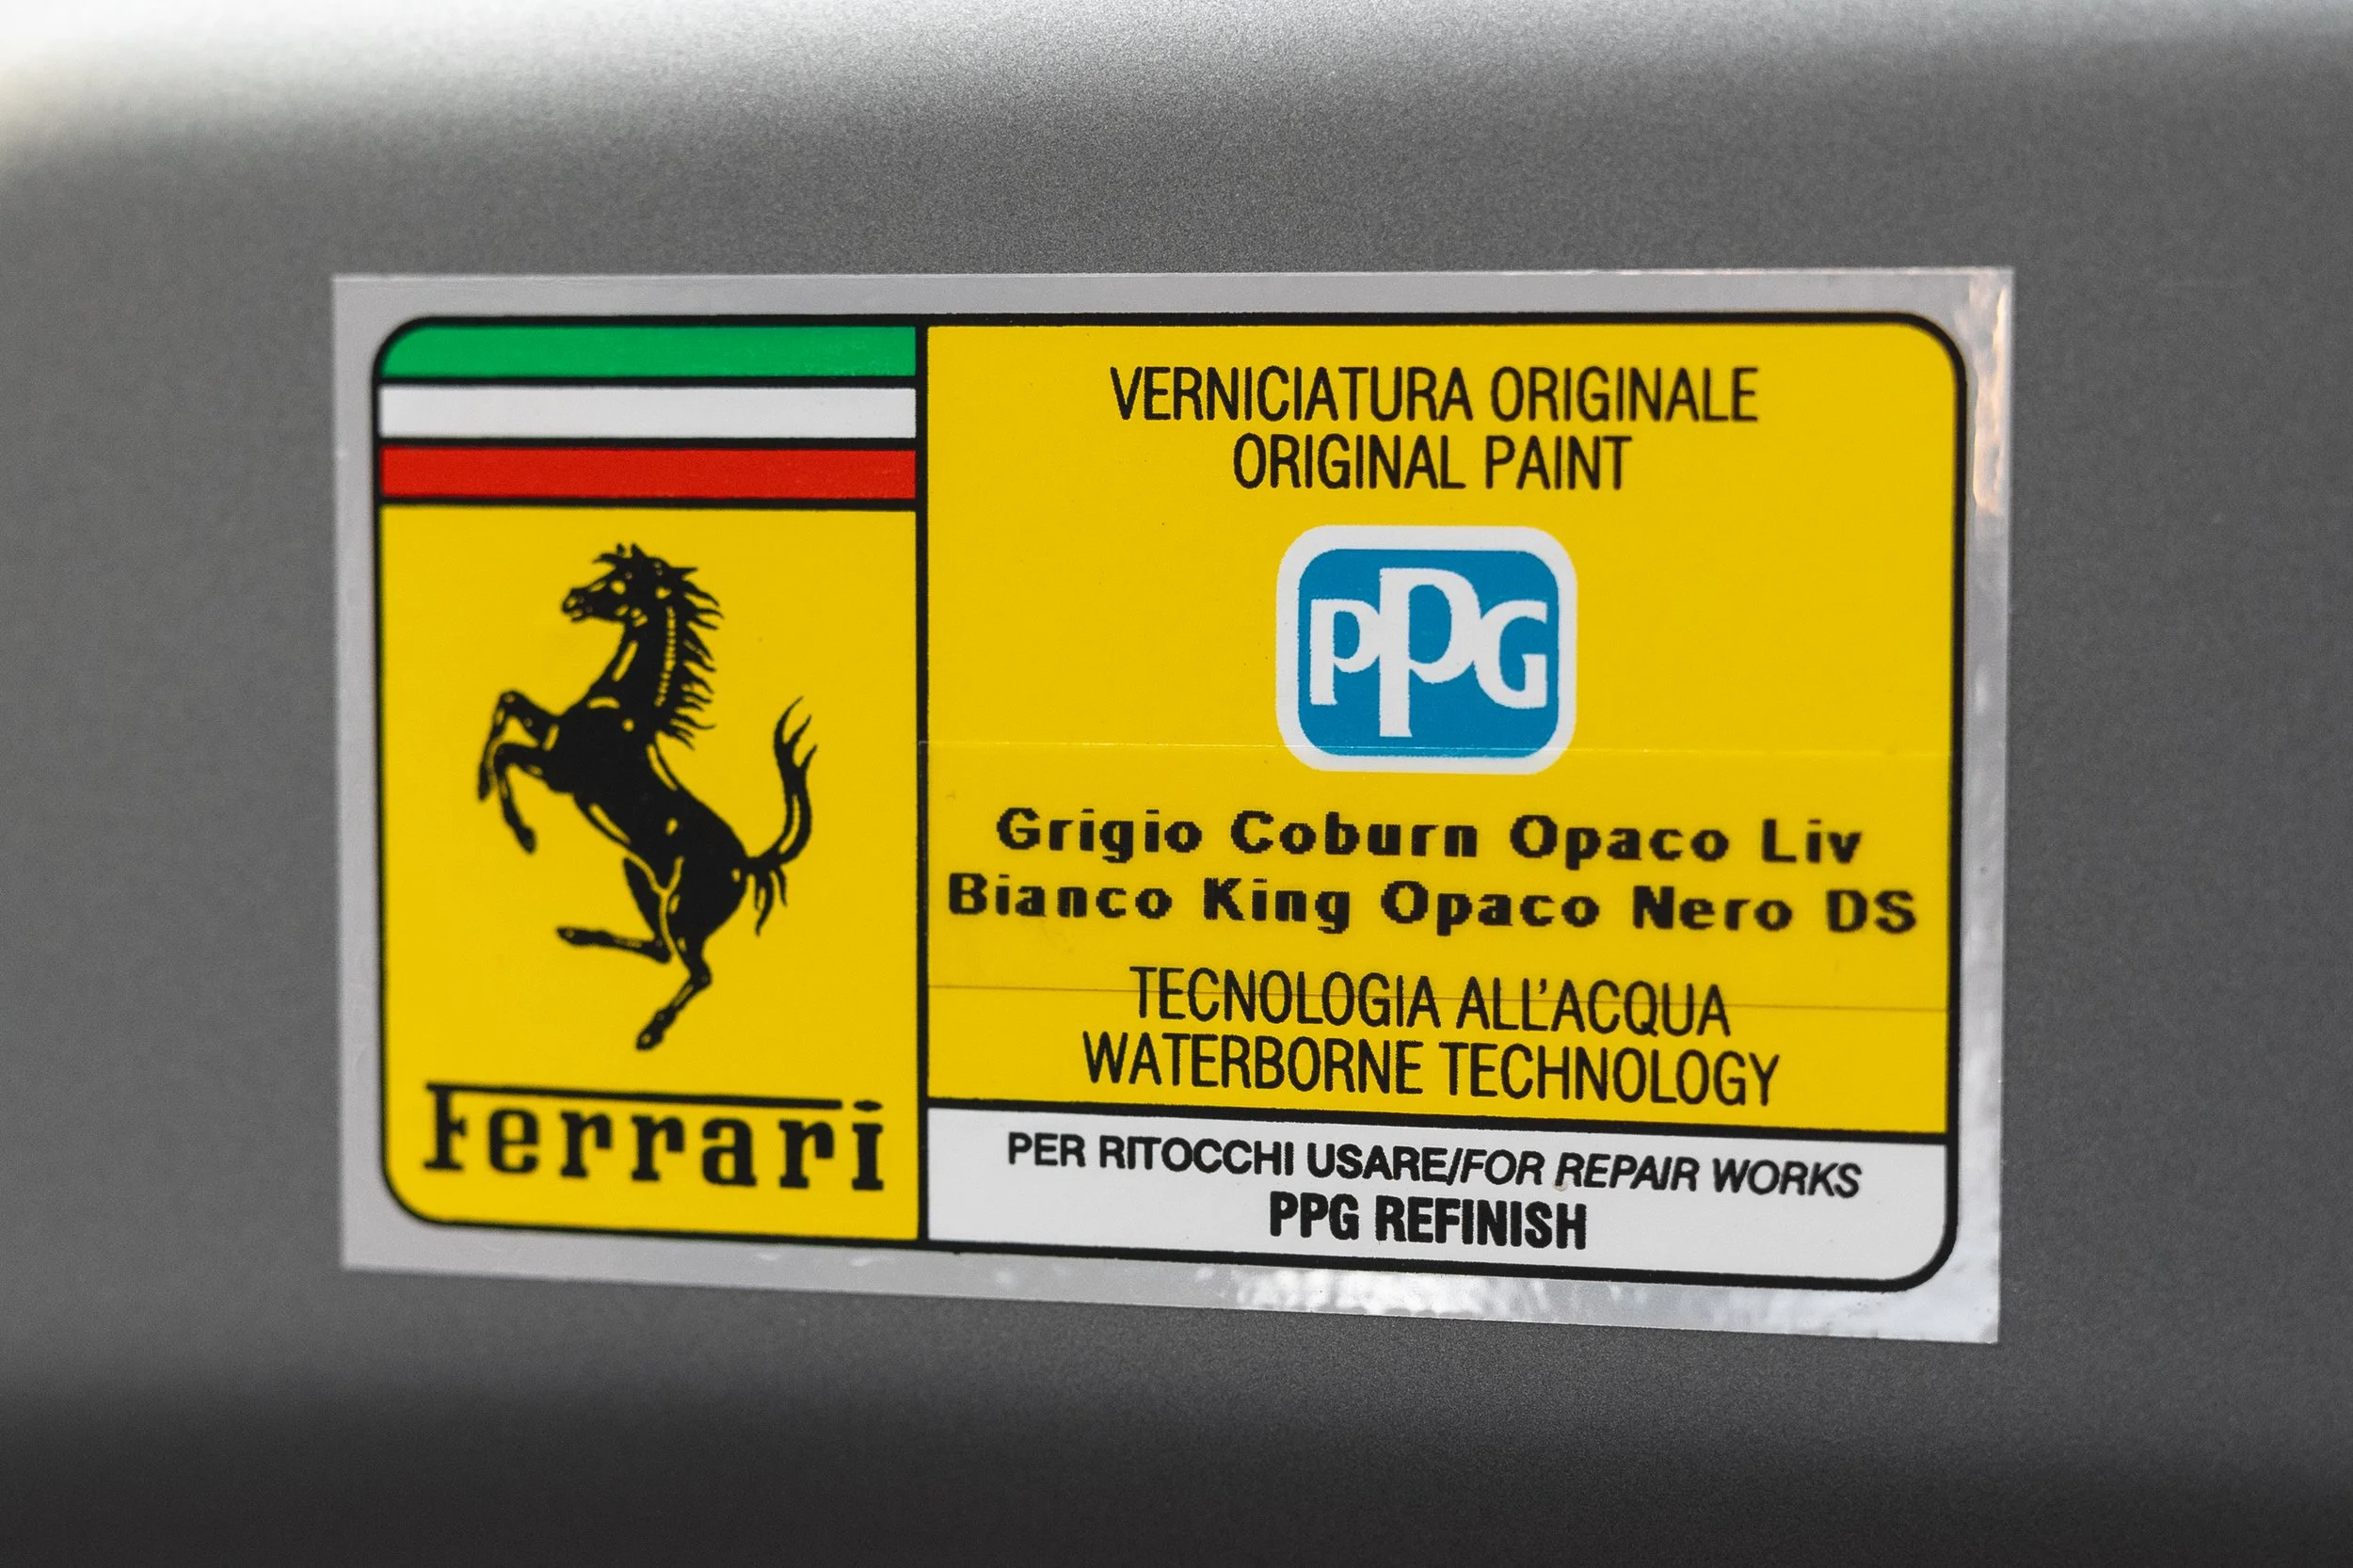 Ferrari
VERNICIATURA ORIGINALE
ORIGINAL PAINT
PPG
Grigio Coburn Opaco Liv
Bianco King Opaco Nero DS
TECNOLOGIA ALL'ACQUA
WATERBORNE TECHNOLOGY
PER RITOCCHI USARE/FOR REPAIR WORKS
PPG REFINISH